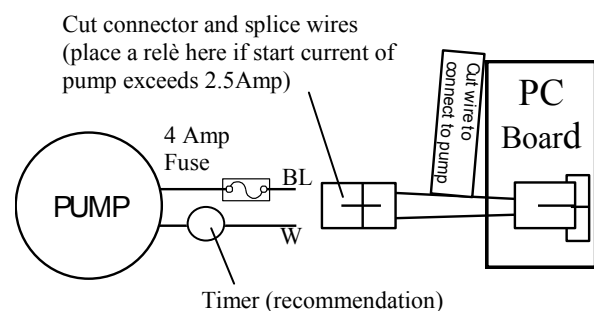 Cut connector and splice wires
(place a relè here if start current of
pump exceeds 2.5Amp)
4 Amp
Fuse
BL
PUMP
W
Timer (recommendation)
Cut wire to
connect to pump
PC
Board